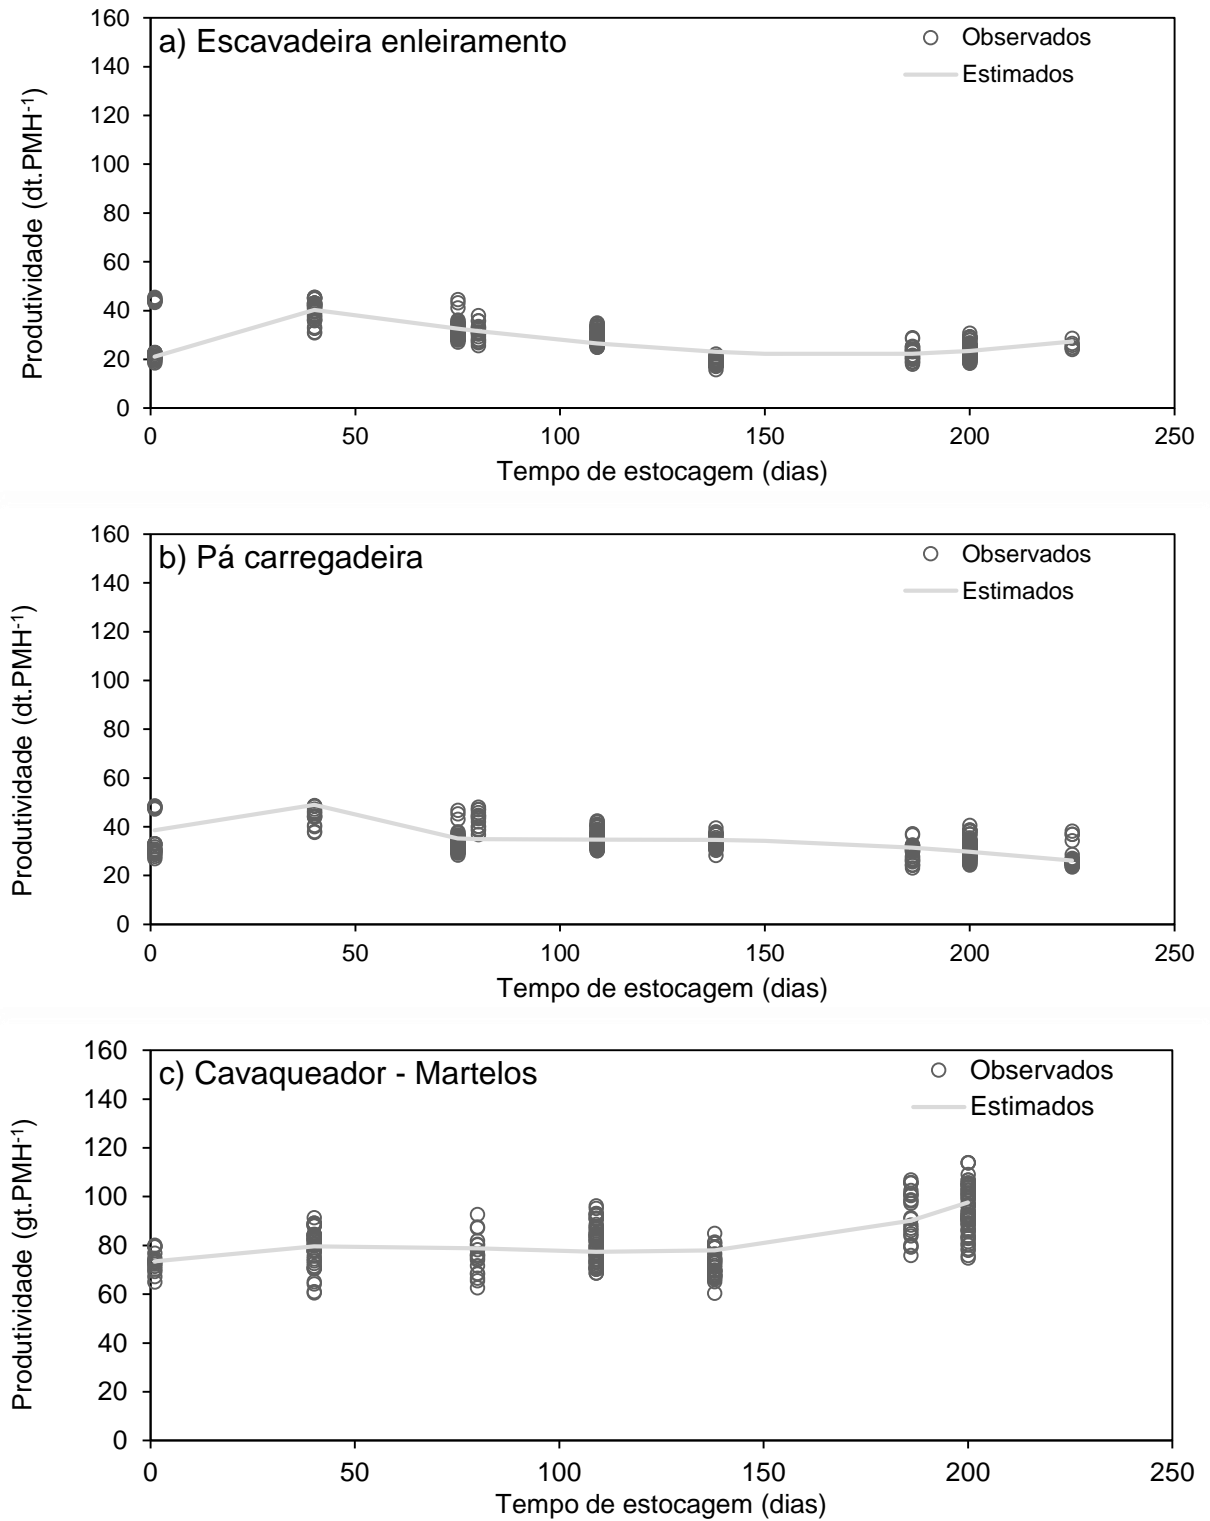 a) Escavadeira enleiramento
Observados
Estimados
Produtividade (dt.PMH⁻¹)
160
140
120
100
80
60
40
20
0
0 50 100 150 200 250
Tempo de estocagem (dias)
b) Pá carregadeira
Observados
Estimados
Produtividade (dt.PMH⁻¹)
160
140
120
100
80
60
40
20
0
0 50 100 150 200 250
Tempo de estocagem (dias)
c) Cavaqueador - Martelos
Observados
Estimados
Produtividade (gt.PMH⁻¹)
160
140
120
100
80
60
40
20
0
0 50 100 150 200 250
Tempo de estocagem (dias)